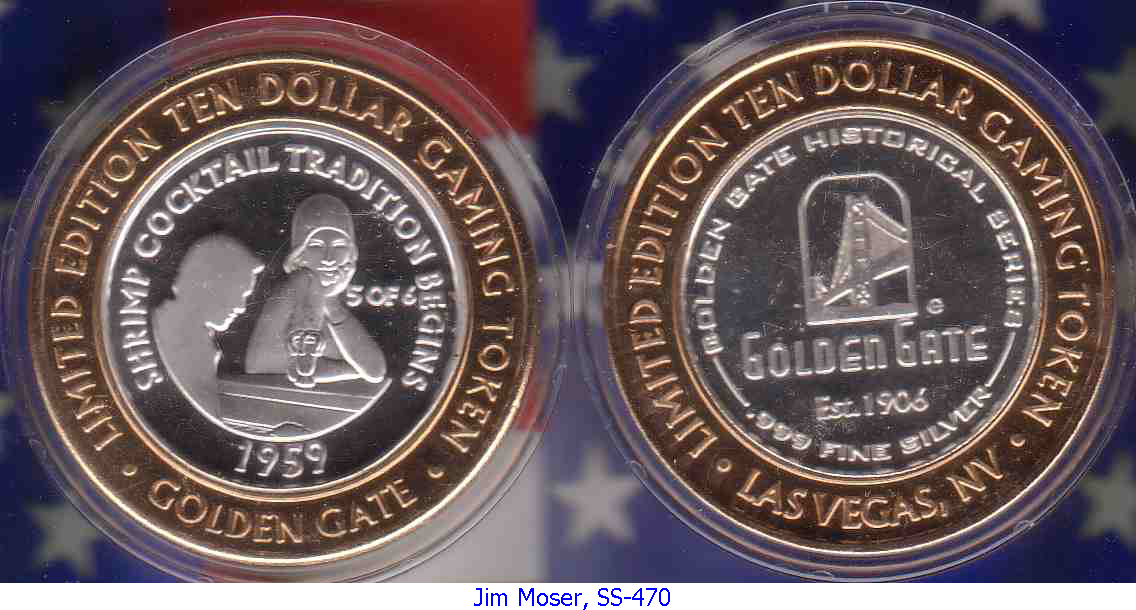 LIMITED EDITION TEN DOLLAR GAMING TOKEN
SHRIMP COCKTAIL TRADITION BEGINS
5 OF 6
1959
• GOLDEN GATE •
LIMITED EDITION TEN DOLLAR GAMING TOKEN
GOLDEN GATE HISTORICAL SERIES
GOLDEN GATE
Est. 1906
.999 FINE SILVER
• LAS VEGAS, NV •
Jim Moser, SS-470